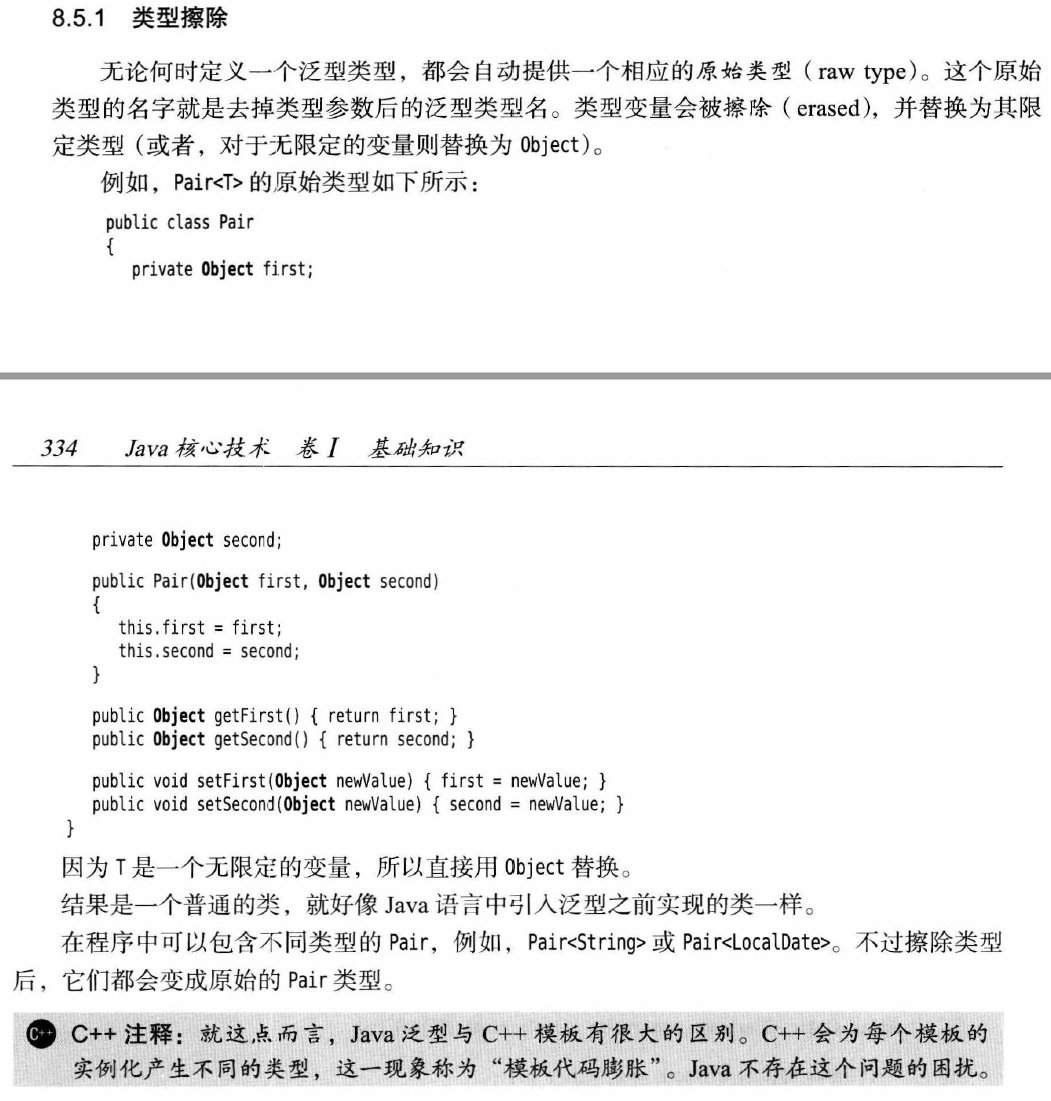 8.5.1 类型擦除
无论何时定义一个泛型类型，都会自动提供一个相应的原始类型（raw type）。这个原始
类型的名字就是去掉类型参数后的泛型类型名。类型变量会被擦除（erased），并替换为其限
定类型（或者，对于无限定的变量则替换为 Object）。
例如，Pair<T> 的原始类型如下所示：
public class Pair
{
private Object first;
334 Java 核心技术 卷 I 基础知识
private Object second;
public Pair(Object first, Object second)
{
this.first = first;
this.second = second;
}
public Object getFirst() { return first; }
public Object getSecond() { return second; }
public void setFirst(Object newValue) { first = newValue; }
public void setSecond(Object newValue) { second = newValue; }
}
因为 T 是一个无限定的变量，所以直接用 Object 替换。
结果是一个普通的类，就好像 Java 语言中引入泛型之前实现的类一样。
在程序中可以包含不同类型的 Pair，例如，Pair<String> 或 Pair<LocalDate>。不过擦除类型
后，它们都会变成原始的 Pair 类型。
C++ C++ 注释：就这点而言，Java 泛型与 C++ 模板有很大的区别。C++ 会为每个模板的
实例化产生不同的类型，这一现象称为“模板代码膨胀”。Java 不存在这个问题的困扰。